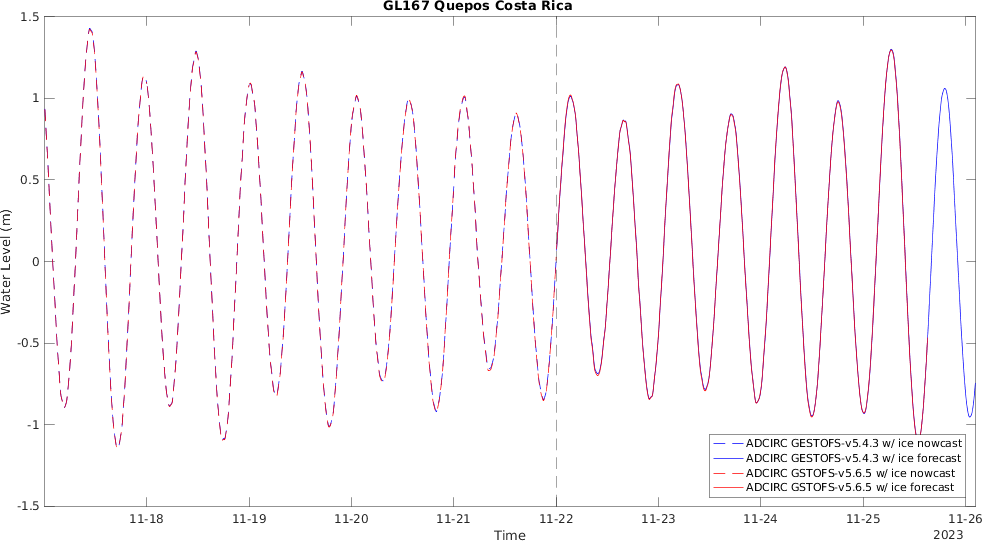 GL167 Quepos Costa Rica
1.5
1
0.5
0
-0.5
-1
-1.5
Water Level (m)
11-18
11-19
11-20
11-21
11-22
11-23
11-24
11-25
11-26
Time
2023
ADCIRC GESTOFS-v5.4.3 w/ ice nowcast
ADCIRC GESTOFS-v5.4.3 w/ ice forecast
ADCIRC GSTOFS-v5.6.5 w/ ice nowcast
ADCIRC GSTOFS-v5.6.5 w/ ice forecast